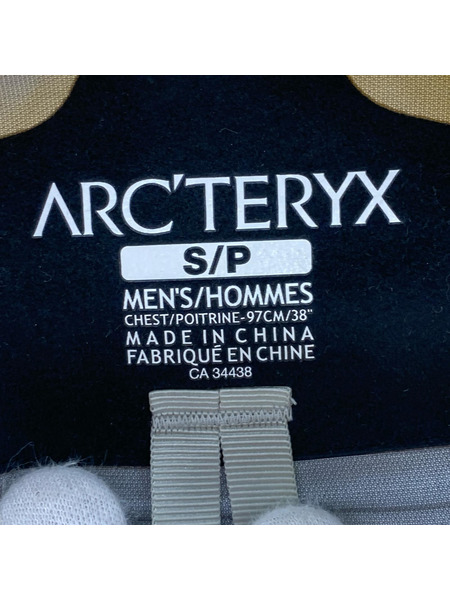 ARC'TERYX
S/P
MEN'S/HOMMES
CHEST/POITRINE-97CM/38"
MADE IN CHINA
FABRIQUÉ EN CHINE
CA 34438